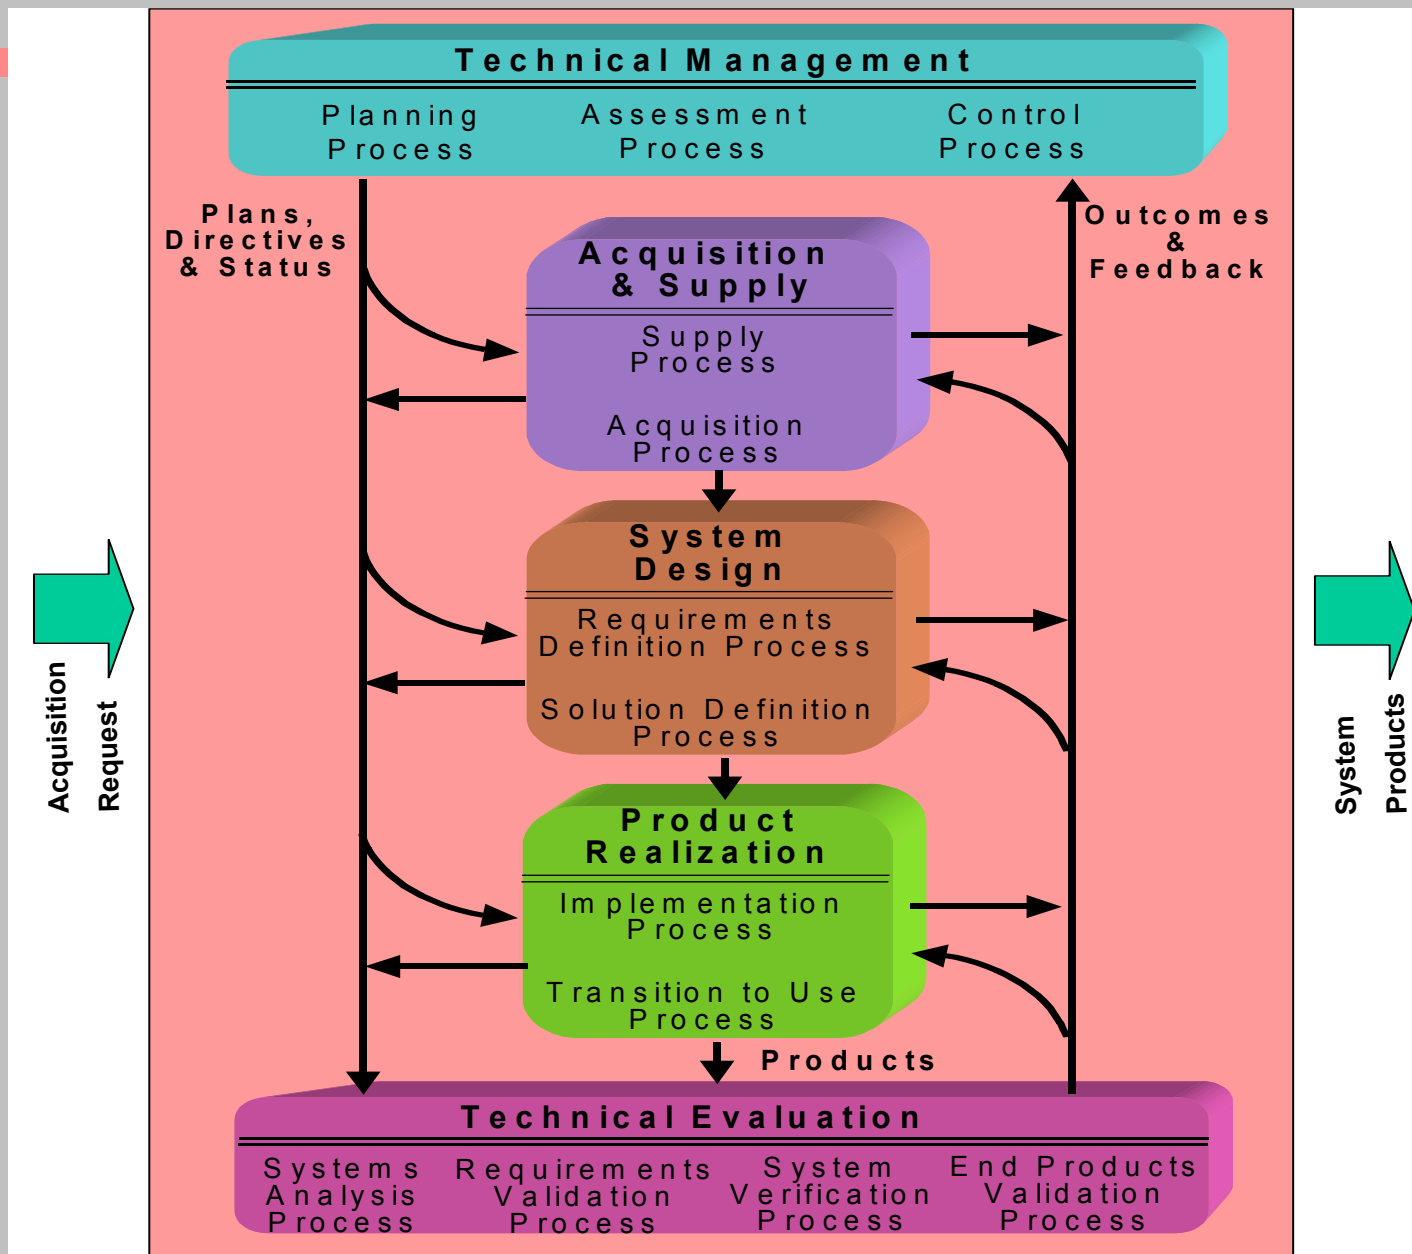 Technical Management
Planning
Process
Assessment
Process
Control
Process
Plans,
Directives
& Status
Outcomes
&
Feedback
Acquisition
& Supply
Supply
Process
Acquisition
Process
System
Design
Requirements
Definition Process
Solution Definition
Process
Acquisition
Request
System
Products
Product
Realization
Implementation
Process
Transition to Use
Process
Products
Technical Evaluation
Systems
Analysis
Process
Requirements
Validation
Process
System
Verification
Process
End Products
Validation
Process